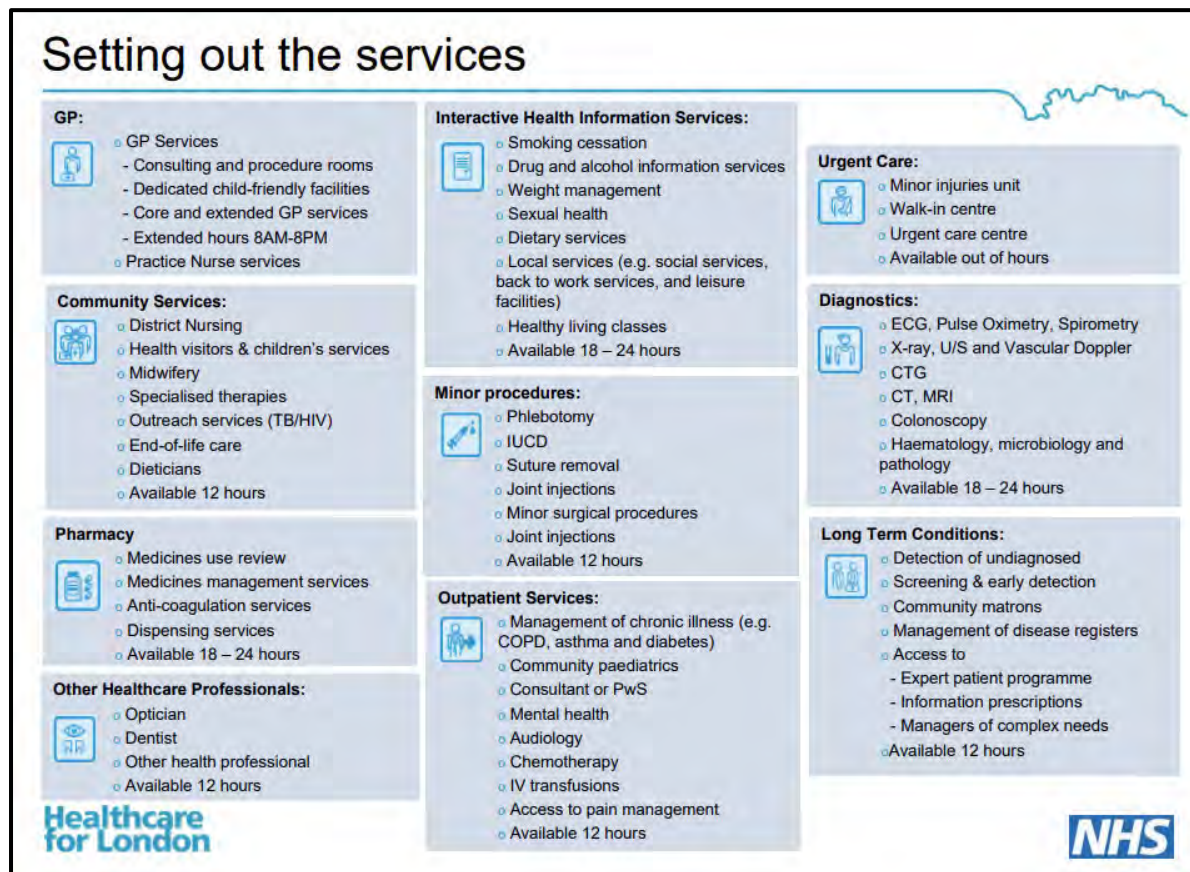 Setting out the services
GP:
o GP Services
- Consulting and procedure rooms
- Dedicated child-friendly facilities
- Core and extended GP services
- Extended hours 8AM-8PM
o Practice Nurse services
Community Services:
o District Nursing
o Health visitors & children's services
o Midwifery
o Specialised therapies
o Outreach services (TB/HIV)
o End-of-life care
o Dieticians
o Available 12 hours
Pharmacy
o Medicines use review
o Medicines management services
o Anti-coagulation services
o Dispensing services
o Available 18 – 24 hours
Other Healthcare Professionals:
o Optician
o Dentist
o Other health professional
o Available 12 hours
Interactive Health Information Services:
o Smoking cessation
o Drug and alcohol information services
o Weight management
o Sexual health
o Dietary services
o Local services (e.g. social services,
back to work services, and leisure
facilities)
o Healthy living classes
o Available 18 – 24 hours
Minor procedures:
o Phlebotomy
o IUCD
o Suture removal
o Joint injections
o Minor surgical procedures
o Joint injections
o Available 12 hours
Outpatient Services:
o Management of chronic illness (e.g.
COPD, asthma and diabetes)
o Community paediatrics
o Consultant or PwS
o Mental health
o Audiology
o Chemotherapy
o IV transfusions
o Access to pain management
o Available 12 hours
Urgent Care:
o Minor injuries unit
o Walk-in centre
o Urgent care centre
o Available out of hours
Diagnostics:
o ECG, Pulse Oximetry, Spirometry
o X-ray, U/S and Vascular Doppler
o CTG
o CT, MRI
o Colonoscopy
o Haematology, microbiology and
pathology
o Available 18 – 24 hours
Long Term Conditions:
o Detection of undiagnosed
o Screening & early detection
o Community matrons
o Management of disease registers
o Access to
- Expert patient programme
- Information prescriptions
- Managers of complex needs
oAvailable 12 hours
Healthcare
for London
NHS